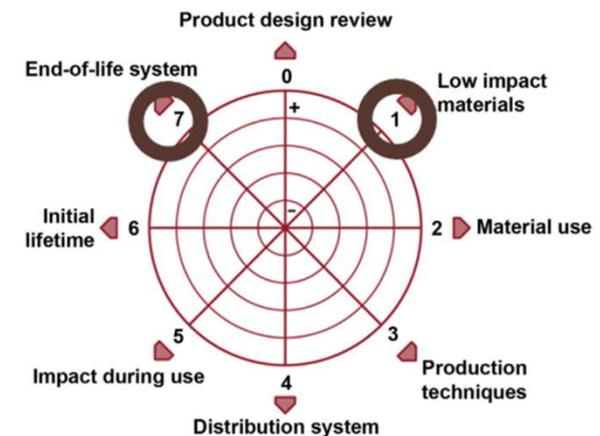 Product design review
0
+
End-of-life system
7
Low impact
materials
1
-
Initial
lifetime
6
2
Material use
5
Impact during use
3
Production
techniques
4
Distribution system